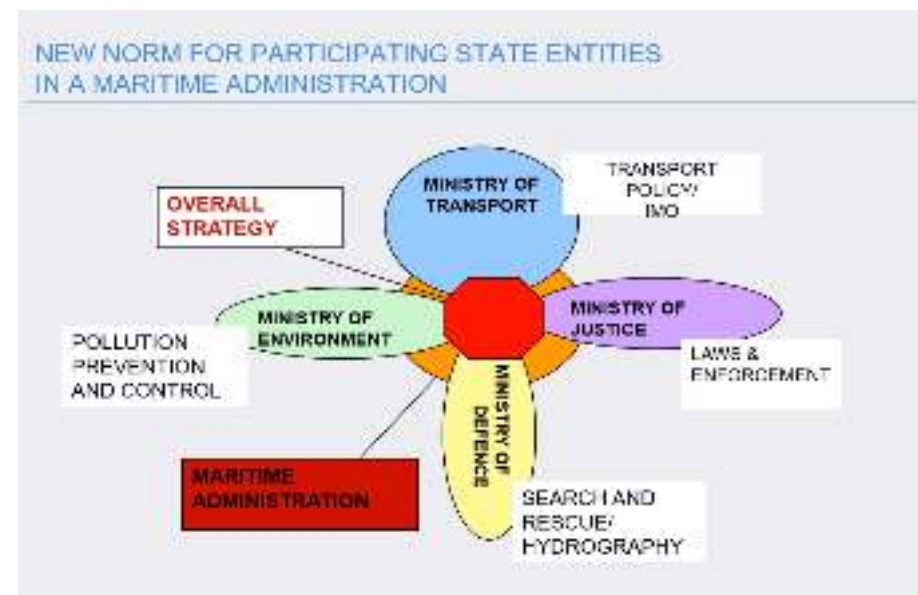 NEW NORM FOR PARTICIPATING STATE ENTITIES
IN A MARITIME ADMINISTRATION
MINISTRY OF
TRANSPORT
TRANSPORT
POLICY/
IMO
OVERALL
STRATEGY
MINISTRY OF
ENVIRONMENT
MINISTRY OF
JUSTICE
POLLUTION
PREVENTION
AND CONTROL
LAWS &
ENFORCEMENT
MINISTRY OF
DEFENCE
MARITIME
ADMINISTRATION
SEARCH AND
RESCUE/
HYDROGRAPHY